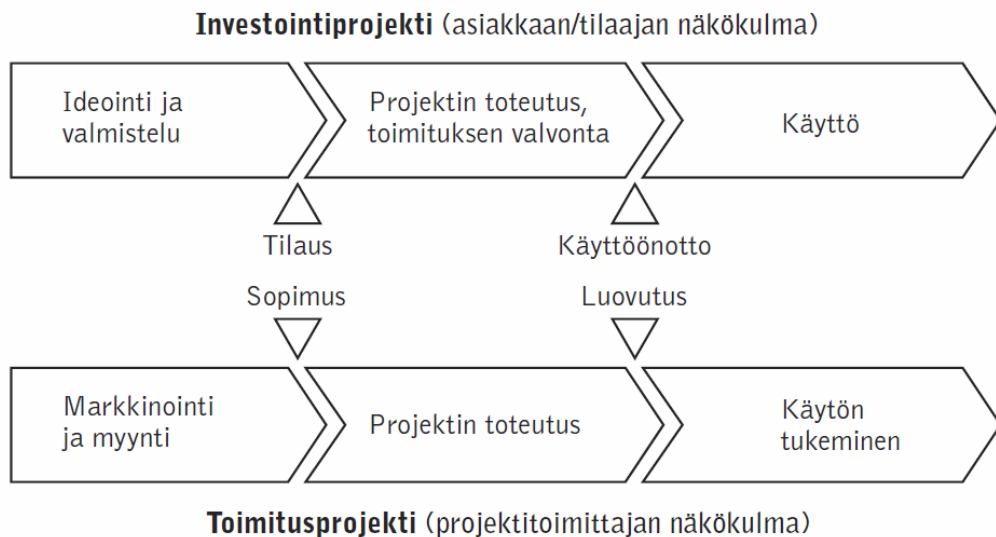 Investointiprojekti (asiakkaan/tilaajan näkökulma)
Ideointi ja
valmistelu
Projektin toteutus,
toimituksen valvonta
Käyttö
Tilaus
Käyttöönotto
Sopimus
Luovutus
Markkinointi
ja myynti
Projektin toteutus
Käytön
tukeminen
Toimitusprojekti (projektitoimittajan näkökulma)